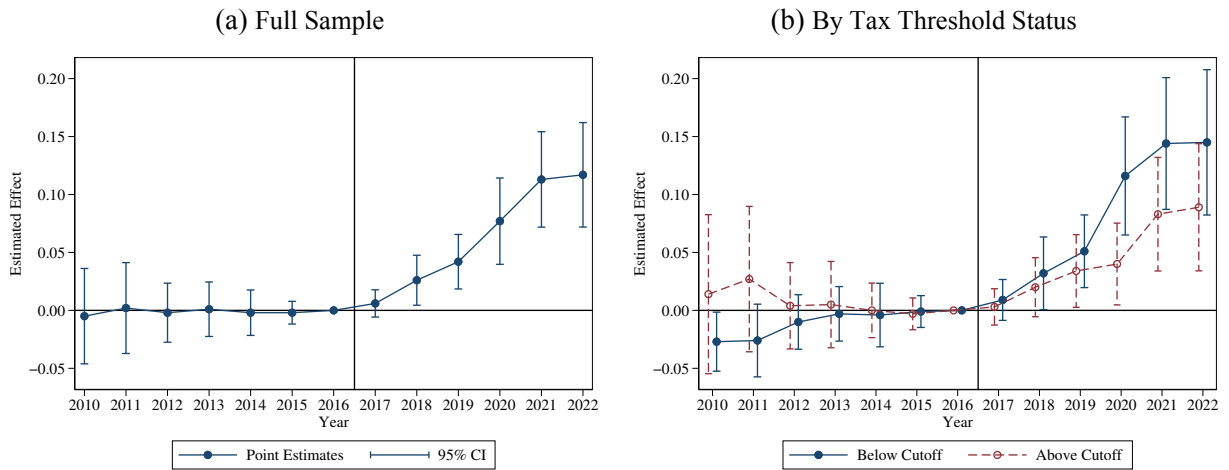 (a) Full Sample
0.20
0.15
0.10
0.05
0.00
−0.05
Estimated Effect
2010 2011 2012 2013 2014 2015 2016 2017 2018 2019 2020 2021 2022
Year
Point Estimates 95% CI
(b) By Tax Threshold Status
0.20
0.15
0.10
0.05
0.00
−0.05
Estimated Effect
2010 2011 2012 2013 2014 2015 2016 2017 2018 2019 2020 2021 2022
Year
Below Cutoff Above Cutoff